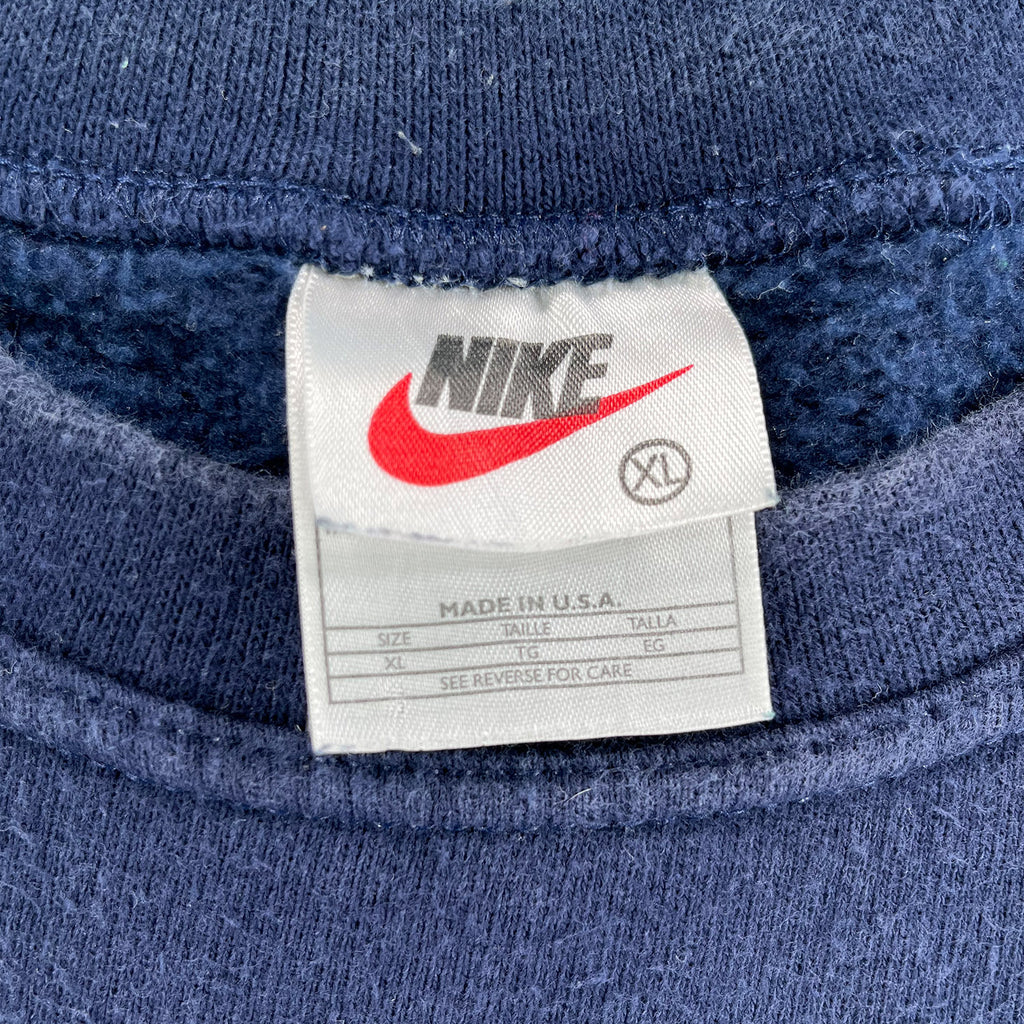 NIKE
XL
MADE IN U.S.A.
SIZE TAILLE TALLA
XL TG EG
SEE REVERSE FOR CARE